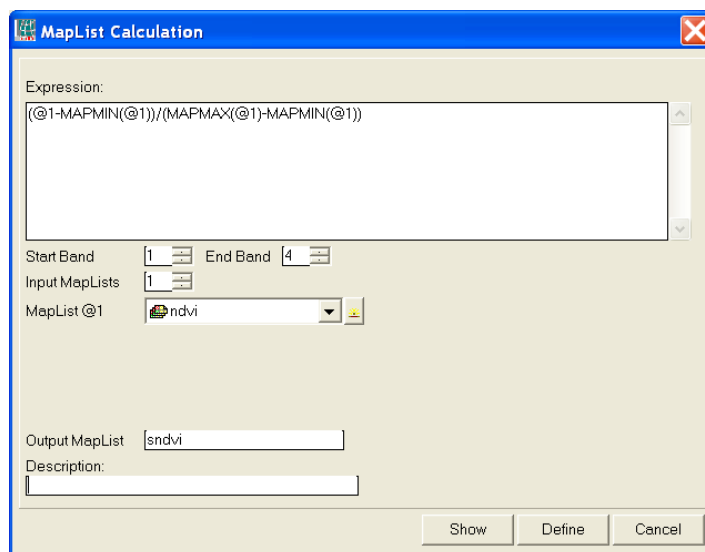 MapList Calculation
Expression:
(@1-MAPMIN(@1))/(MAPMAX(@1)-MAPMIN(@1))
Start Band 1 End Band 4
Input MapLists 1
MapList @1 ndvi
Output MapList sndvi
Description:
Show Define Cancel